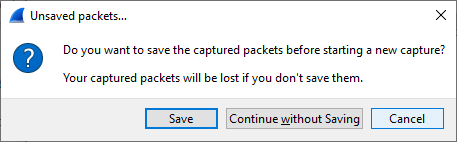 Unsaved packets...
Do you want to save the captured packets before starting a new capture?
Your captured packets will be lost if you don't save them.
Save Continue without Saving Cancel